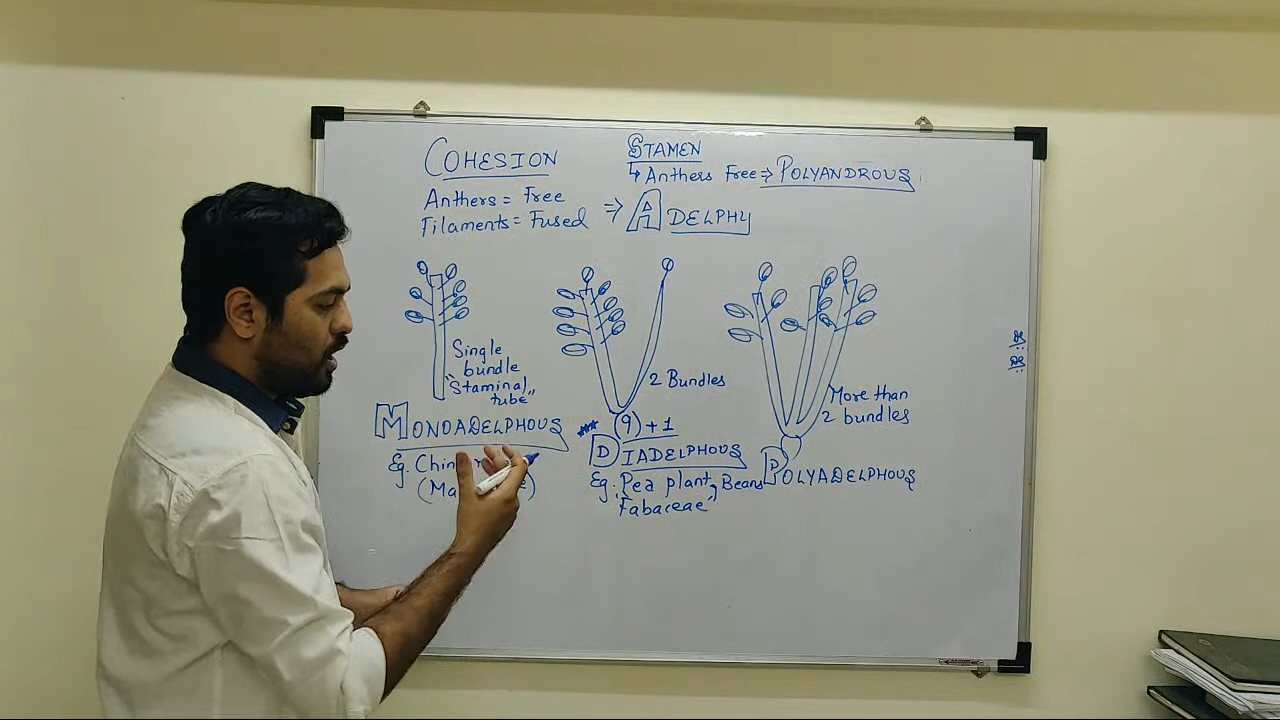 COHESION
STAMEN
↳ Anthers Free ⇒ POLYANDROUS
Anthers = Free
Filaments = Fused ⇒ ADELPHY
Single
bundle
"Staminal
tube"
2 Bundles
More than
2 bundles
MONOADELPHOUS
(9) + 1
DIADELPHOUS
POLYADELPHOUS
Eg.
Eg. Pea plant, Beans
"Fabaceae"